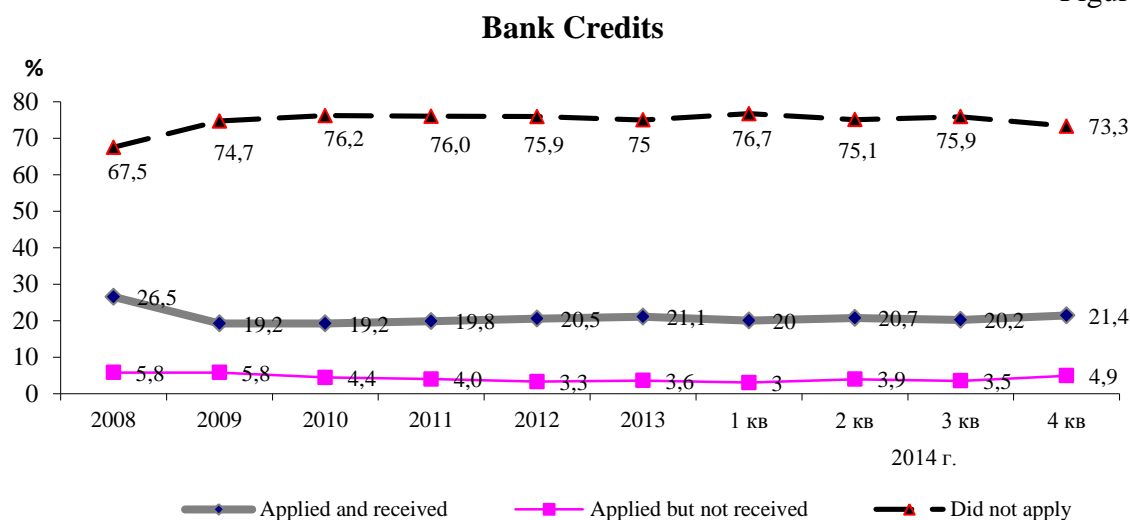 Bank Credits
%
80
70
60
50
40
30
20
10
0
67,5 74,7 76,2 76,0 75,9 75 76,7 75,1 75,9 73,3
26,5 19,2 19,2 19,8 20,5 21,1 20 20,7 20,2 21,4
5,8 5,8 4,4 4,0 3,3 3,6 3 3,9 3,5 4,9
2008 2009 2010 2011 2012 2013 1 кв 2 кв 3 кв 4 кв
2014 г.
Applied and received Applied but not received Did not apply